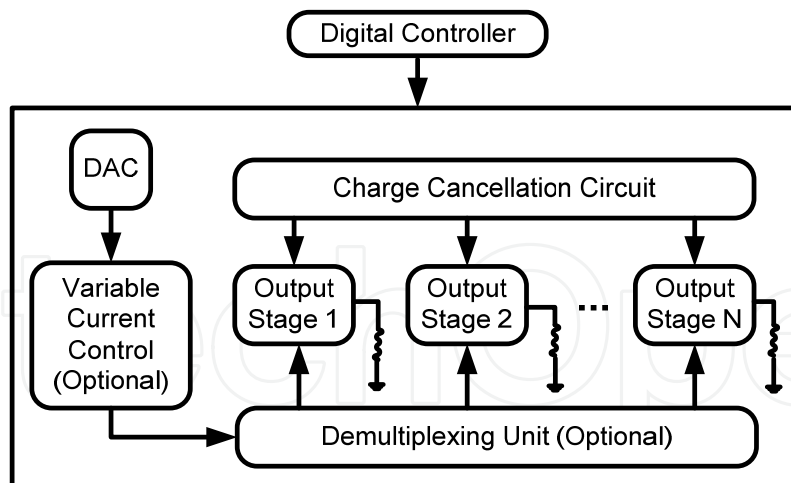 Digital Controller
DAC
Charge Cancellation Circuit
Variable
Current
Control
(Optional)
Output
Stage 1
Output
Stage 2
....
Output
Stage N
Demultiplexing Unit (Optional)